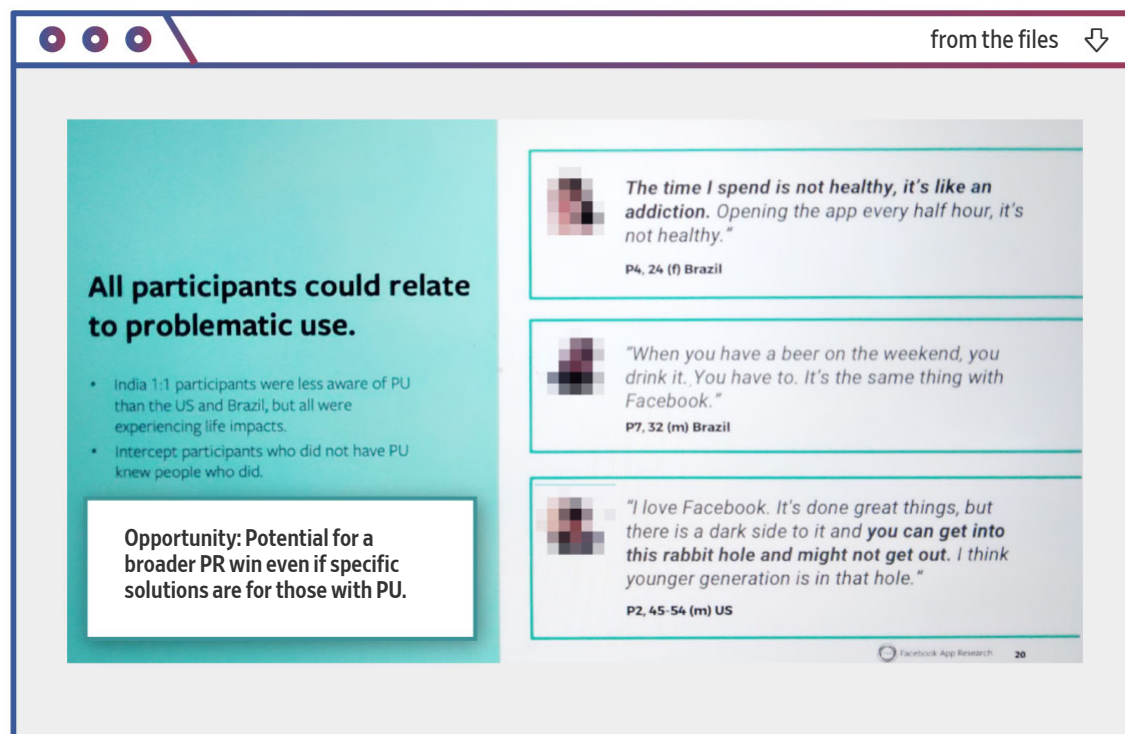 from the files
All participants could relate
to problematic use.
• India 1:1 participants were less aware of PU
than the US and Brazil, but all were
experiencing life impacts.
• Intercept participants who did not have PU
knew people who did.
Opportunity: Potential for a
broader PR win even if specific
solutions are for those with PU.
The time I spend is not healthy, it's like an
addiction. Opening the app every half hour, it's
not healthy."
P4, 24 (f) Brazil
"When you have a beer on the weekend, you
drink it. You have to. It's the same thing with
Facebook."
P7, 32 (m) Brazil
"I love Facebook. It's done great things, but
there is a dark side to it and you can get into
this rabbit hole and might not get out. I think
younger generation is in that hole."
P2, 45-54 (m) US
Facebook App Research 20